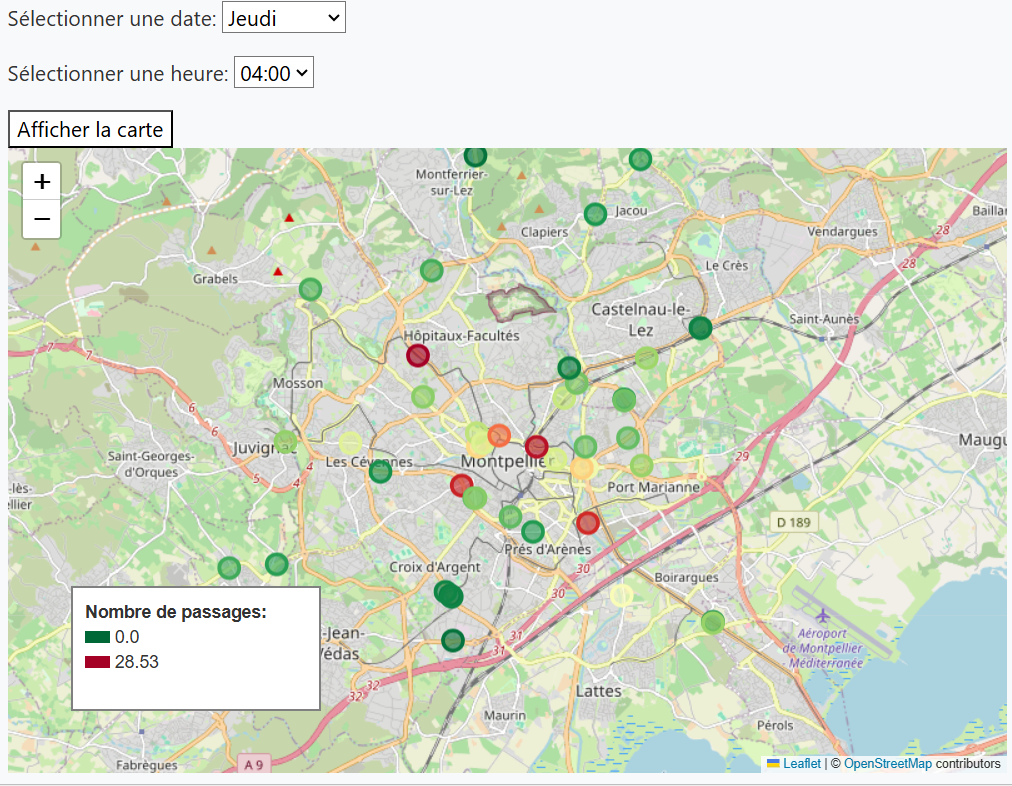 Sélectionner une date: Jeudi
Sélectionner une heure: 04:00
Afficher la carte
+
−
Montferrier-
sur-Lez
Jacou
Clapiers
Baillar
Vendargues
28
Le Crès
28
Grabels
Castelnau-le-
Lez
Saint-Aunès
Hôpitaux-Facultés
7
7
Mosson
6
6
Juvignac
Maugu
Saint-Georges-
d'Orques
4
Les Cévennes
Montpellier
29
5
4
-lès-
ellier
Port Marianne
D 189
Prés d'Arènes
Croix d'Argent
30
Boirargues
30
Nombre de passages:
0.0
28.53
-Jean-
Védas
31
31
Aéroport
de Montpellier
- Méditerranée
32
32
Lattes
Maurin
Pérols
Fabrègues
A 9
Leaflet | © OpenStreetMap contributors